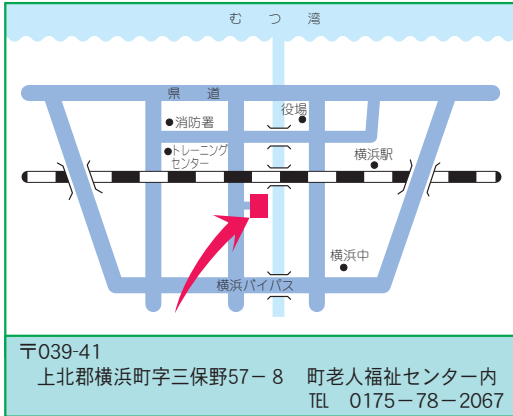 むつ湾
県道
役場
●消防署
●トレーニング
センター
横浜駅
横浜中
横浜バイパス
〒039-41
上北郡横浜町字三保野57－8　町老人福祉センター内
TEL　0175－78－2067